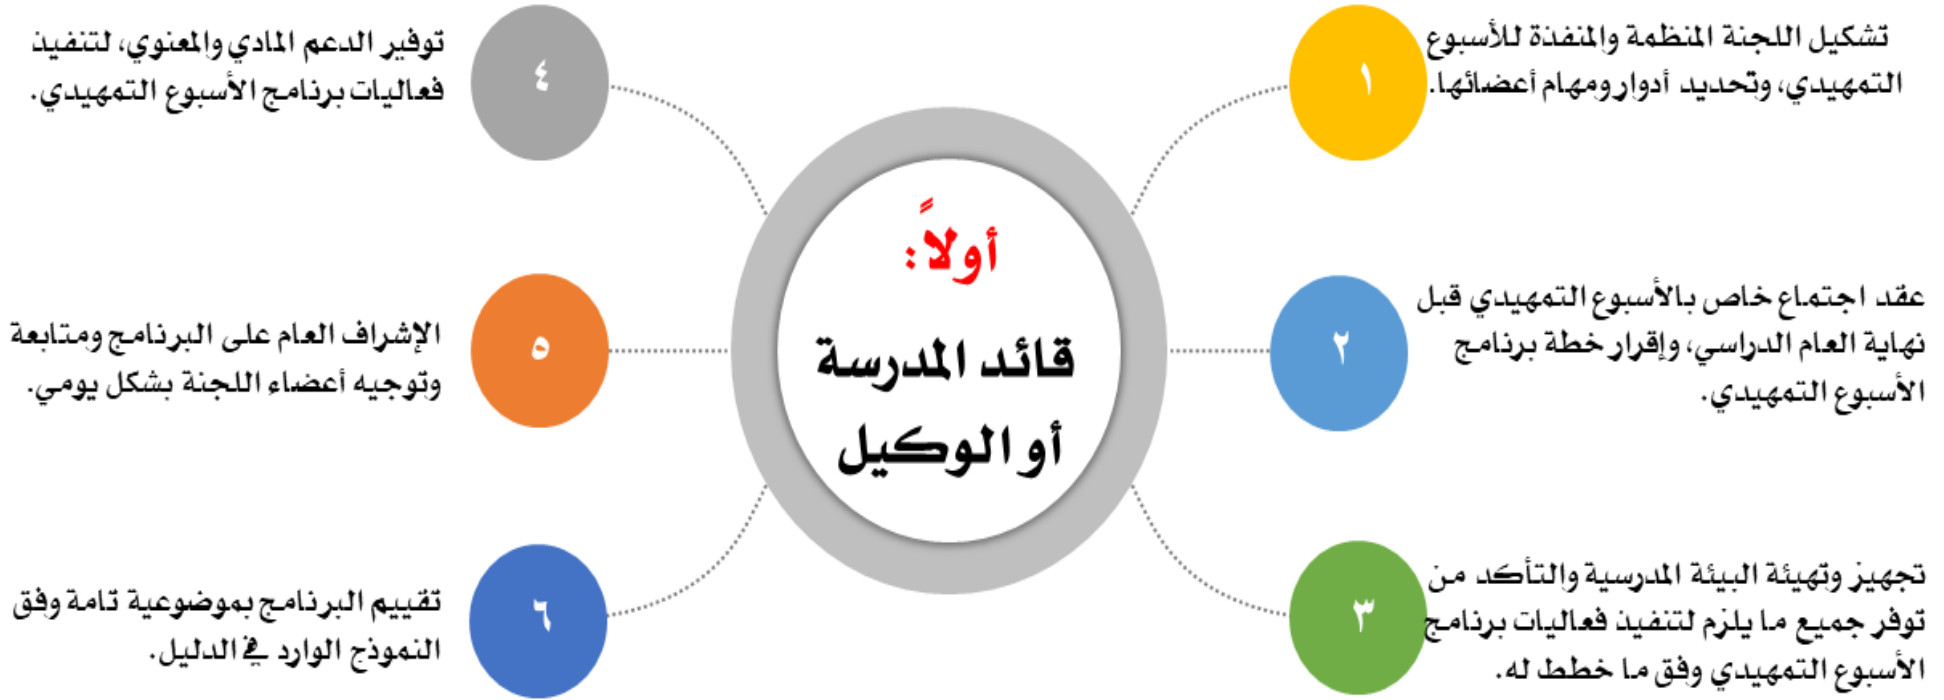 أولاً:
قائد المدرسة
أو الوكيل
١
تشكيل اللجنة المنظمة والمنفذة للأسبوع
التمهيدي، وتحديد أدوار ومهام أعضائها.
٢
عقد اجتماع خاص بالأسبوع التمهيدي قبل
نهاية العام الدراسي، وإقرار خطة برنامج
الأسبوع التمهيدي.
٣
تجهيز وتهيئة البيئة المدرسية والتأكد من
توفر جميع ما يلزم لتنفيذ فعاليات برنامج
الأسبوع التمهيدي وفق ما خطط له.
٤
توفير الدعم المادي والمعنوي، لتنفيذ
فعاليات برنامج الأسبوع التمهيدي.
٥
الإشراف العام على البرنامج ومتابعة
وتوجيه أعضاء اللجنة بشكل يومي.
٦
تقييم البرنامج بموضوعية تامة وفق
النموذج الوارد في الدليل.